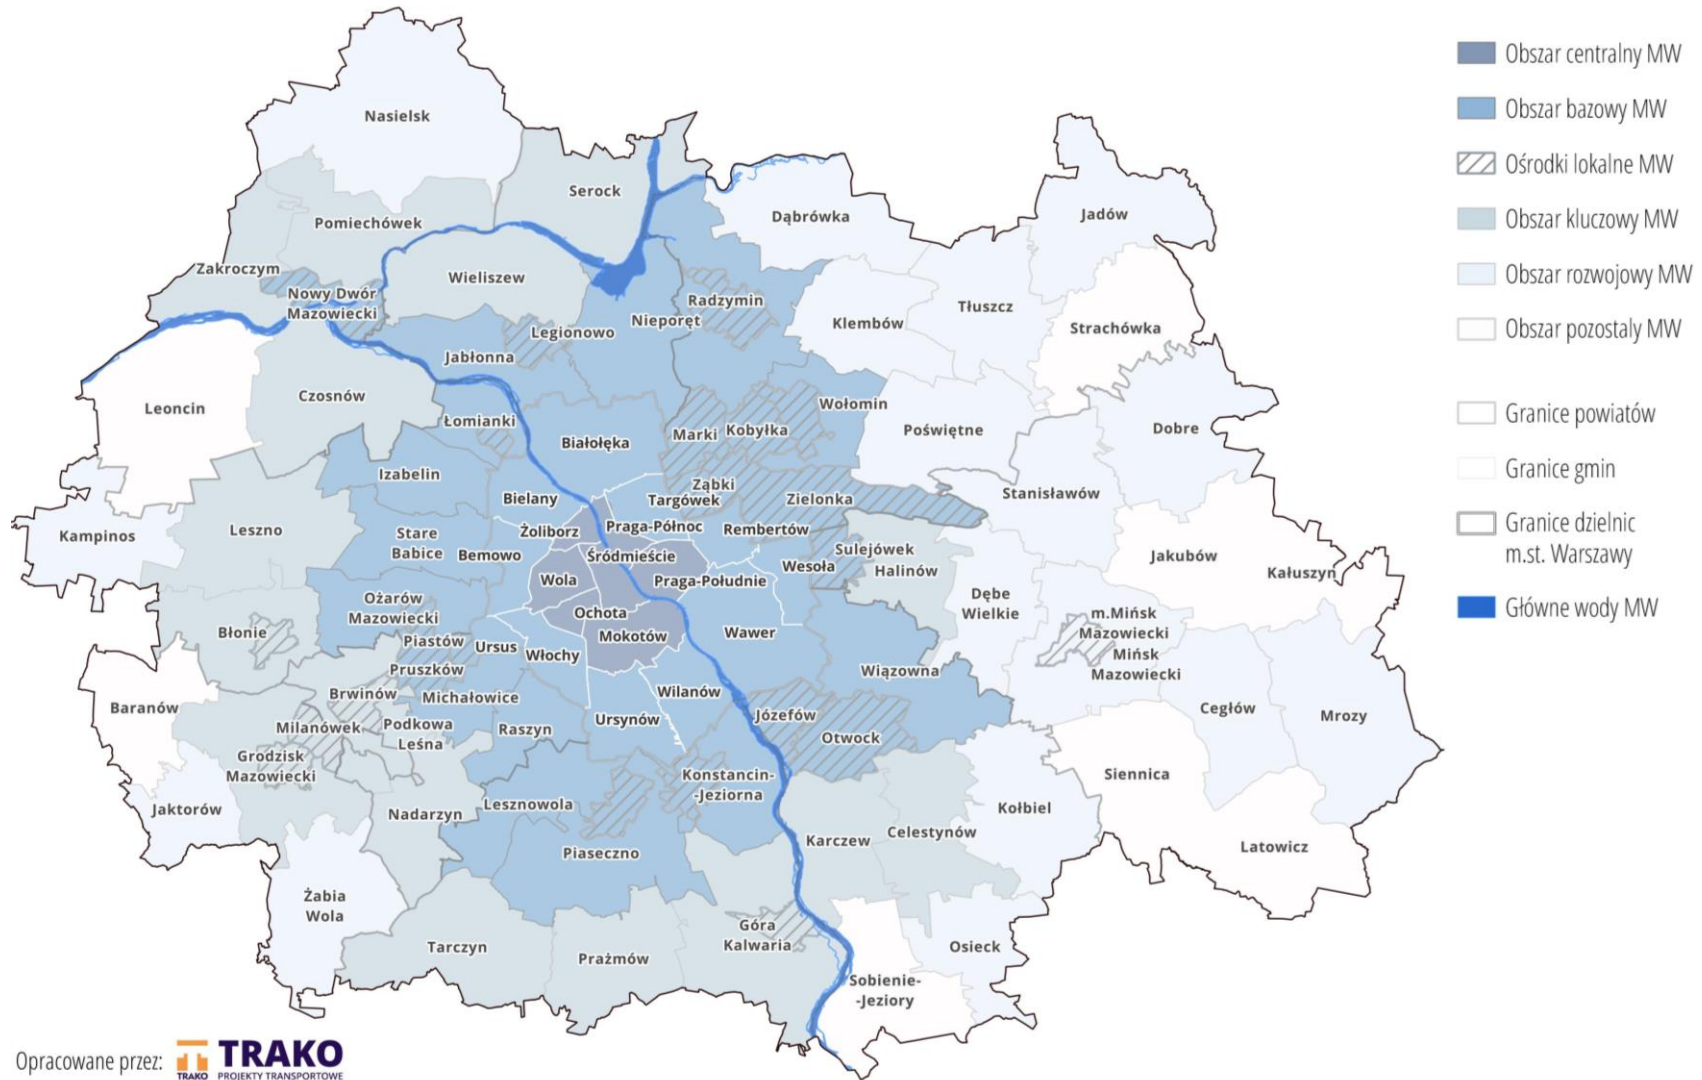 Nasielsk
Serock
Dąbrówka
Jadów
Pomiechówek
Zakroczym
Wieliszew
Nowy Dwór
Mazowiecki
Radzymin
Legionowo
Nieporęt
Klembów
Tłuszcz
Strachówka
Jabłonna
Leoncin
Czosnów
Łomianki
Wołomin
Marki
Kobyłka
Białołęka
Poświętne
Dobre
Izabelin
Bielany
Ząbki
Targówek
Zielonka
Stanisławów
Kampinos
Leszno
Stare
Babice
Bemowo
Żoliborz
Praga-Północ
Rembertów
Śródmieście
Wola
Praga-Południe
Wesoła
Sulejówek
Halinów
Jakubów
Kałuszyn
Ożarów
Mazowiecki
Ochota
Mokotów
Wawer
Dębe
Wielkie
m.Mińsk
Mazowiecki
Mińsk
Mazowiecki
Błonie
Piastów
Pruszków
Ursus
Włochy
Wiązowna
Baranów
Brwinów
Michałowice
Wilanów
Milanówek
Podkowa
Leśna
Raszyn
Ursynów
Józefów
Otwock
Cegłów
Mrozy
Grodzisk
Mazowiecki
Jaktorów
Nadarzyn
Lesznowola
Konstancin-
-Jeziorna
Siennica
Kołbiel
Karczew
Celestynów
Latowicz
Piaseczno
Żabia
Wola
Tarczyn
Prażmów
Góra
Kalwaria
Osieck
Sobienie-
-Jeziory
Obszar centralny MW
Obszar bazowy MW
Ośrodki lokalne MW
Obszar kluczowy MW
Obszar rozwojowy MW
Obszar pozostaly MW
Granice powiatów
Granice gmin
Granice dzielnic
m.st. Warszawy
Główne wody MW
Opracowane przez:
TRAKO
TRAKO
PROJEKTY TRANSPORTOWE